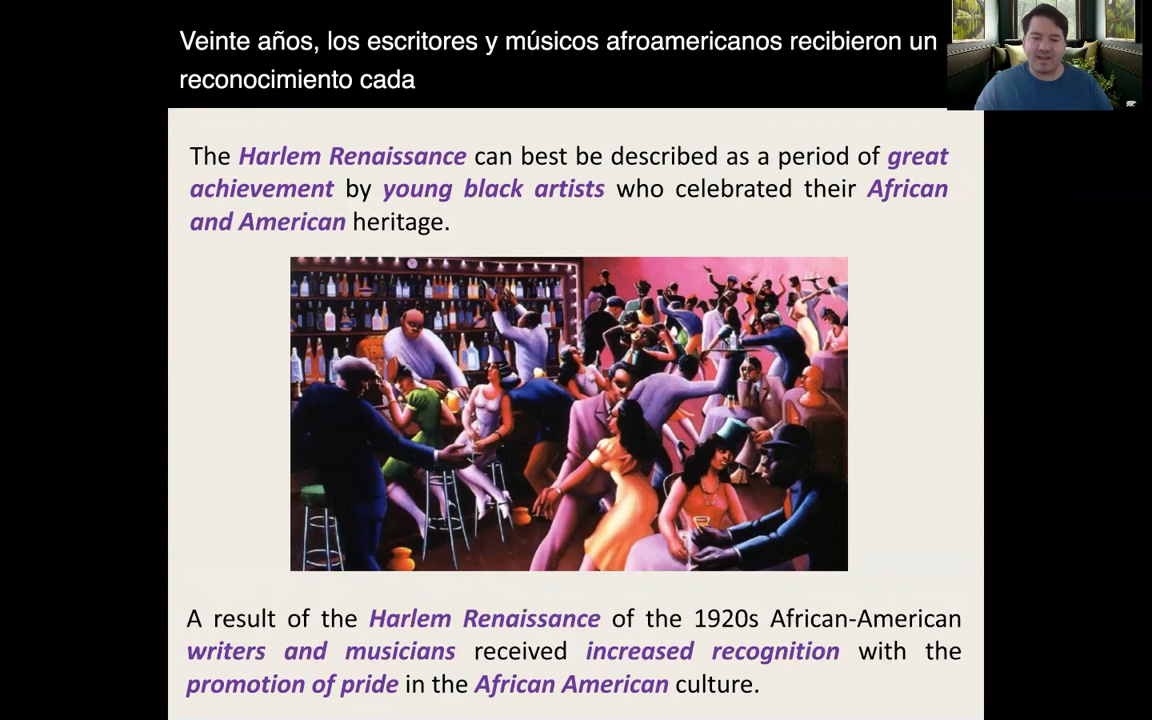 Veinte años, los escritores y músicos afroamericanos recibieron un
reconocimiento cada
The Harlem Renaissance can best be described as a period of great
achievement by young black artists who celebrated their African
and American heritage.
A result of the Harlem Renaissance of the 1920s African-American
writers and musicians received increased recognition with the
promotion of pride in the African American culture.